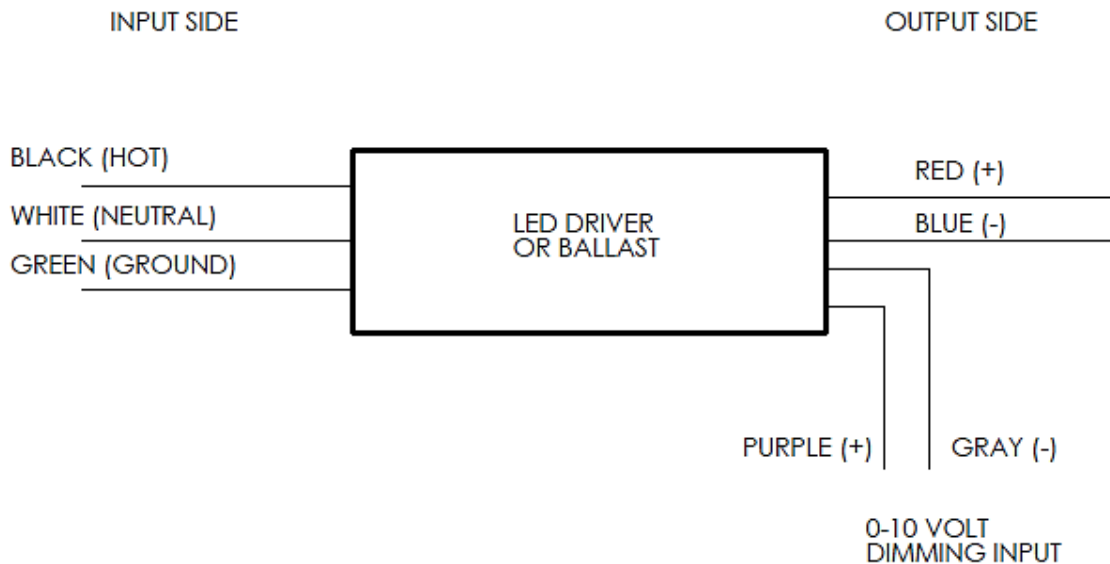 INPUT SIDE
OUTPUT SIDE
BLACK (HOT)
WHITE (NEUTRAL)
GREEN (GROUND)
LED DRIVER
OR BALLAST
RED (+)
BLUE (-)
PURPLE (+)
GRAY (-)
0-10 VOLT
DIMMING INPUT